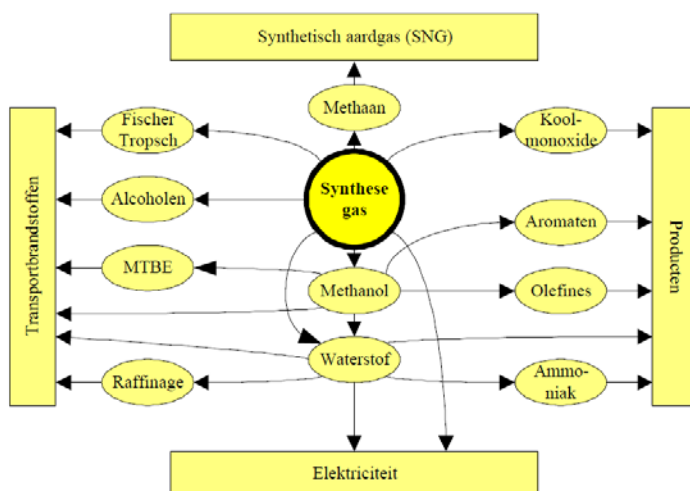 Synthetisch aardgas (SNG)
Methaan
Fischer
Tropsch
Kool-
monoxide
Synthese
gas
Alcoholen
Aromaten
Transportbrandstoffen
Producten
MTBE
Methanol
Olefines
Waterstof
Raffinage
Ammo-
niak
Elektriciteit